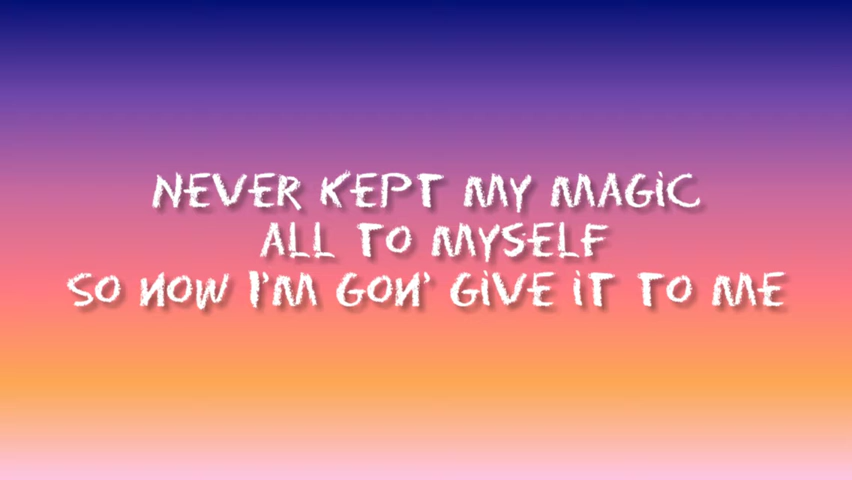 NEVER KEPT MY MAGIC
ALL TO MYSELF
SO NOW I'M GON' GIVE IT TO ME